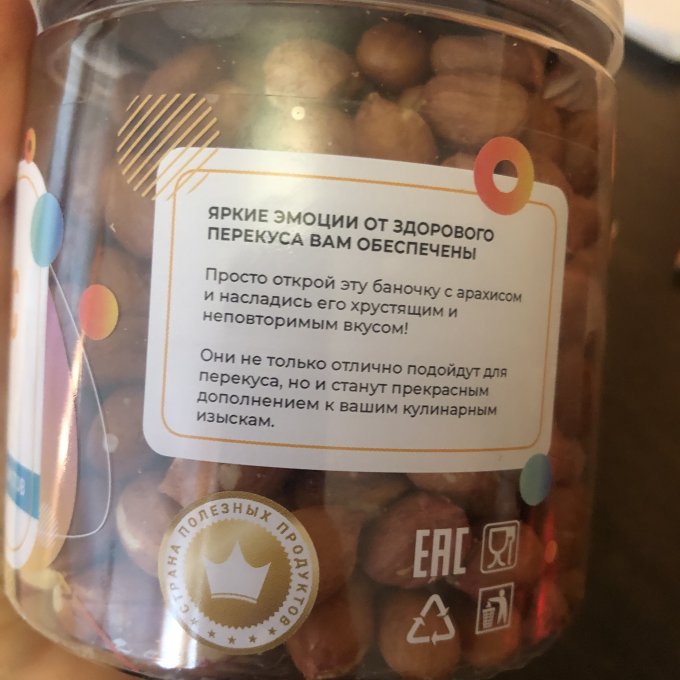 ЯРКИЕ ЭМОЦИИ ОТ ЗДОРОВОГО
ПЕРЕКУСА ВАМ ОБЕСПЕЧЕНЫ
Просто открой эту баночку с арахисом
и насладись его хрустящим и
неповторимым вкусом!
Они не только отлично подойдут для
перекуса, но и станут прекрасным
дополнением к вашим кулинарным
изыскам.
СТРАНА ПОЛЕЗНЫХ ПРОДУКТОВ
EAC